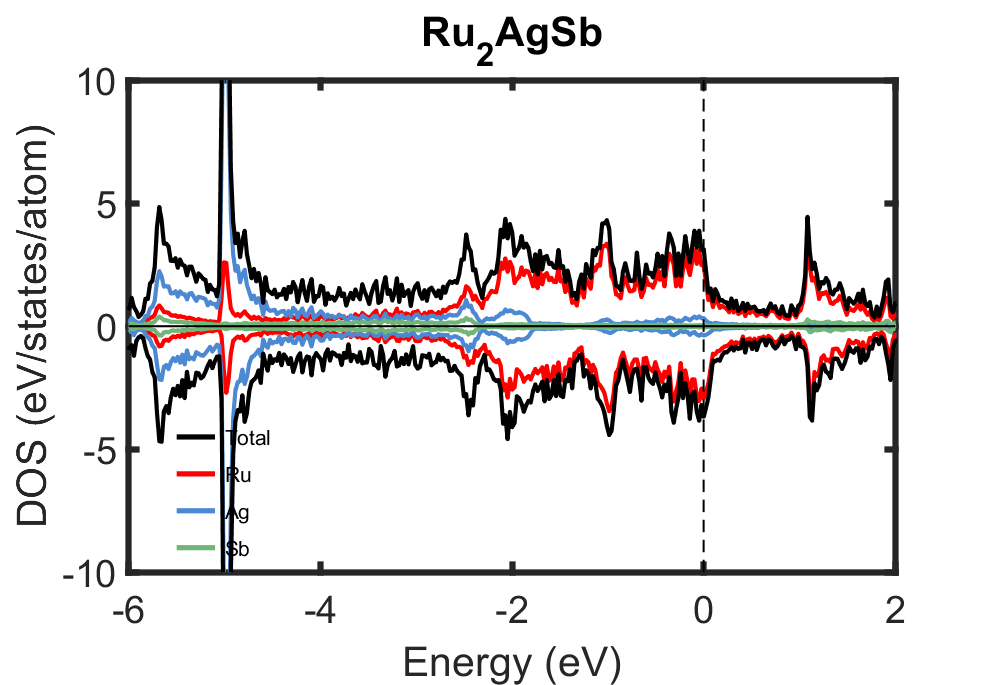 Ru2AgSb
DOS (eV/states/atom)
10
5
0
-5
-10
Total
Ru
Ag
Sb
-6 -4 -2 0 2
Energy (eV)